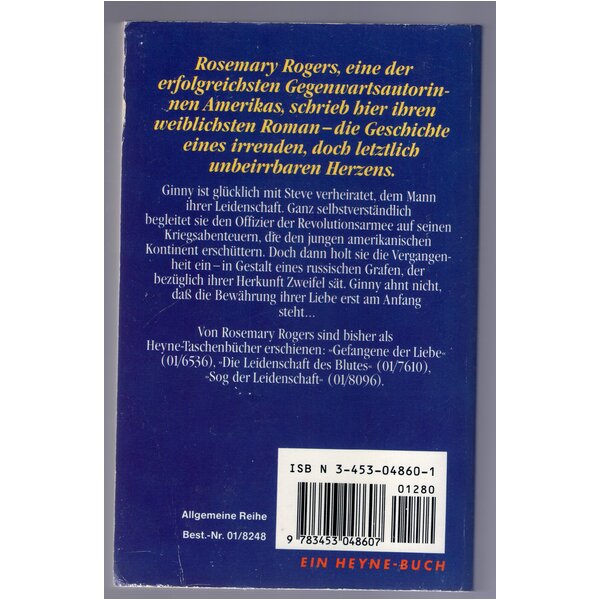 Rosemary Rogers, eine der
erfolgreichsten Gegenwartsautorin-
nen Amerikas, schrieb hier ihren
weiblichsten Roman – die Geschichte
eines irrenden, doch letztlich
unbeirrbaren Herzens.
Ginny ist glücklich mit Steve verheiratet, dem Mann
ihrer Leidenschaft. Ganz selbstverständlich
begleitet sie den Offizier der Revolutionsarmee auf seinen
Kriegsabenteuern, die den jungen amerikanischen
Kontinent erschüttern. Doch dann holt sie die Vergangen-
heit ein – in Gestalt eines russischen Grafen, der
bezüglich ihrer Herkunft Zweifel sät. Ginny ahnt nicht,
daß die Bewährung ihrer Liebe erst am Anfang
steht...
Von Rosemary Rogers sind bisher als
Heyne-Taschenbücher erschienen: »Gefangene der Liebe«
(01/6536), »Die Leidenschaft des Blutes« (01/7610),
»Sog der Leidenschaft« (01/8096).
ISBN 3-453-04860-1
01280
Allgemeine Reihe
Best.-Nr. 01/8248
9 783453 048607
EIN HEYNE-BUCH